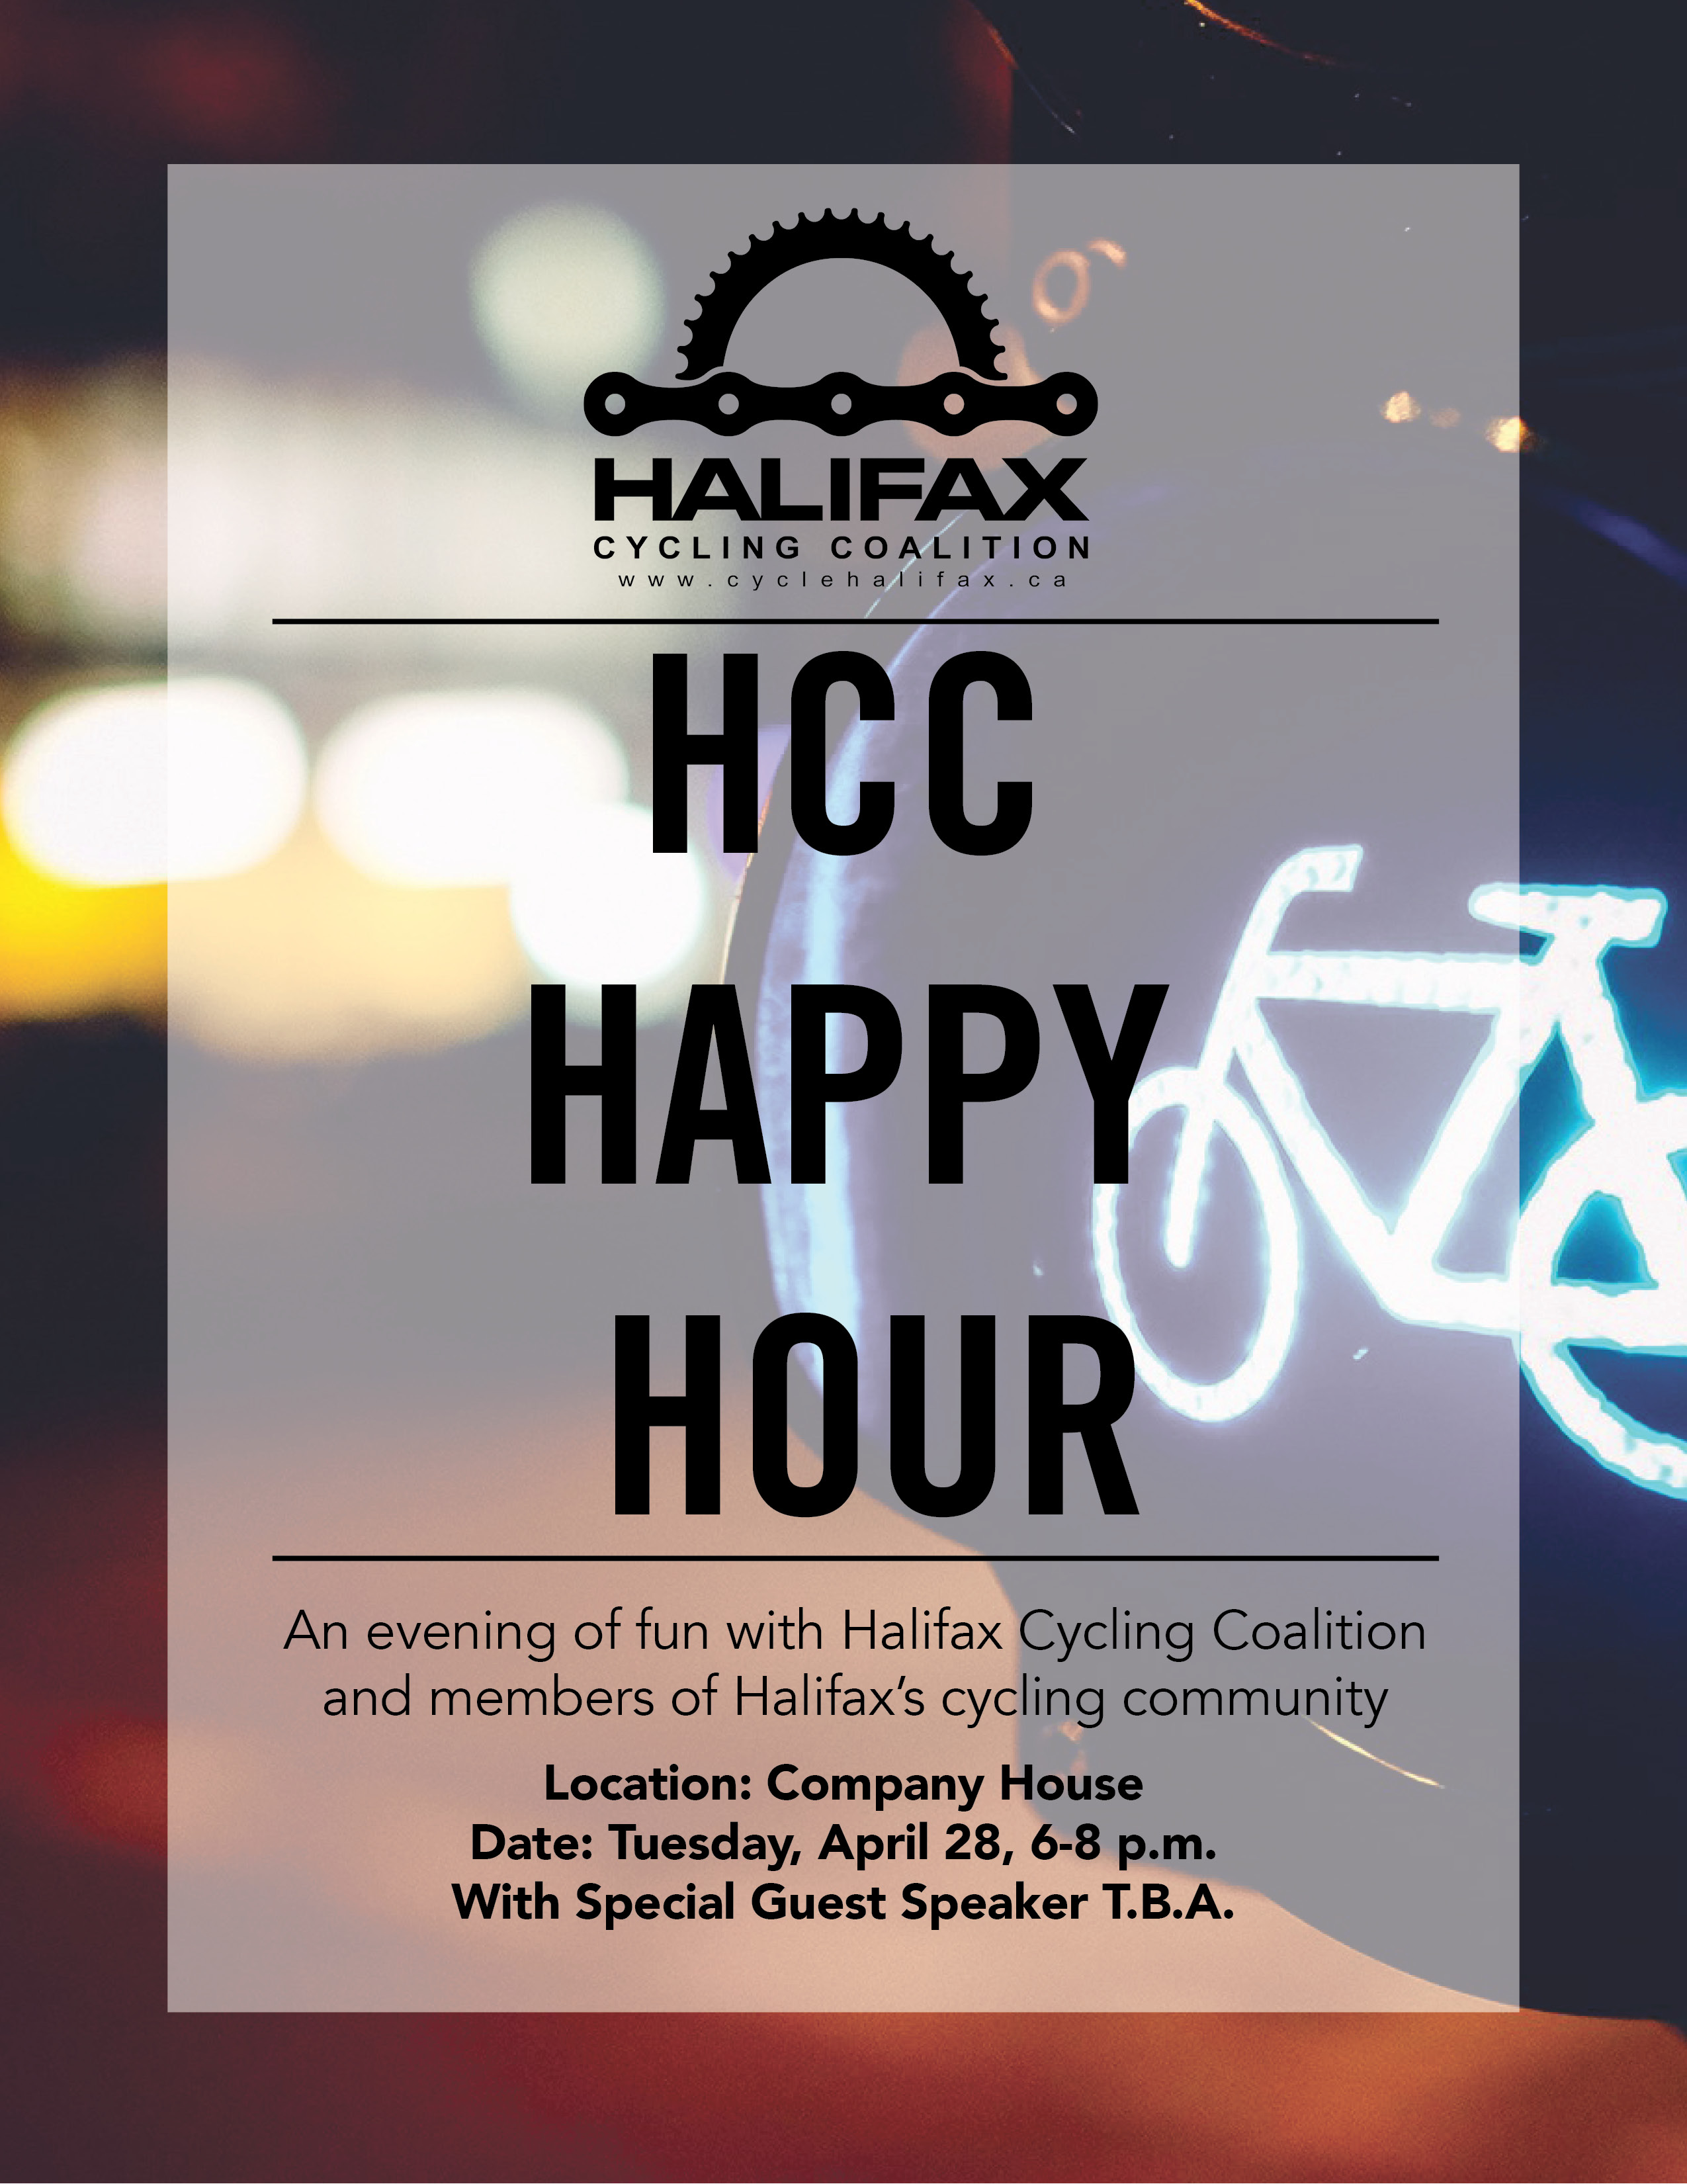 HALIFAX
CYCLING COALITION
www.cyclehalifax.ca
HCC
HAPPY
HOUR
An evening of fun with Halifax Cycling Coalition
and members of Halifax’s cycling community
Location: Company House
Date: Tuesday, April 28, 6-8 p.m.
With Special Guest Speaker T.B.A.